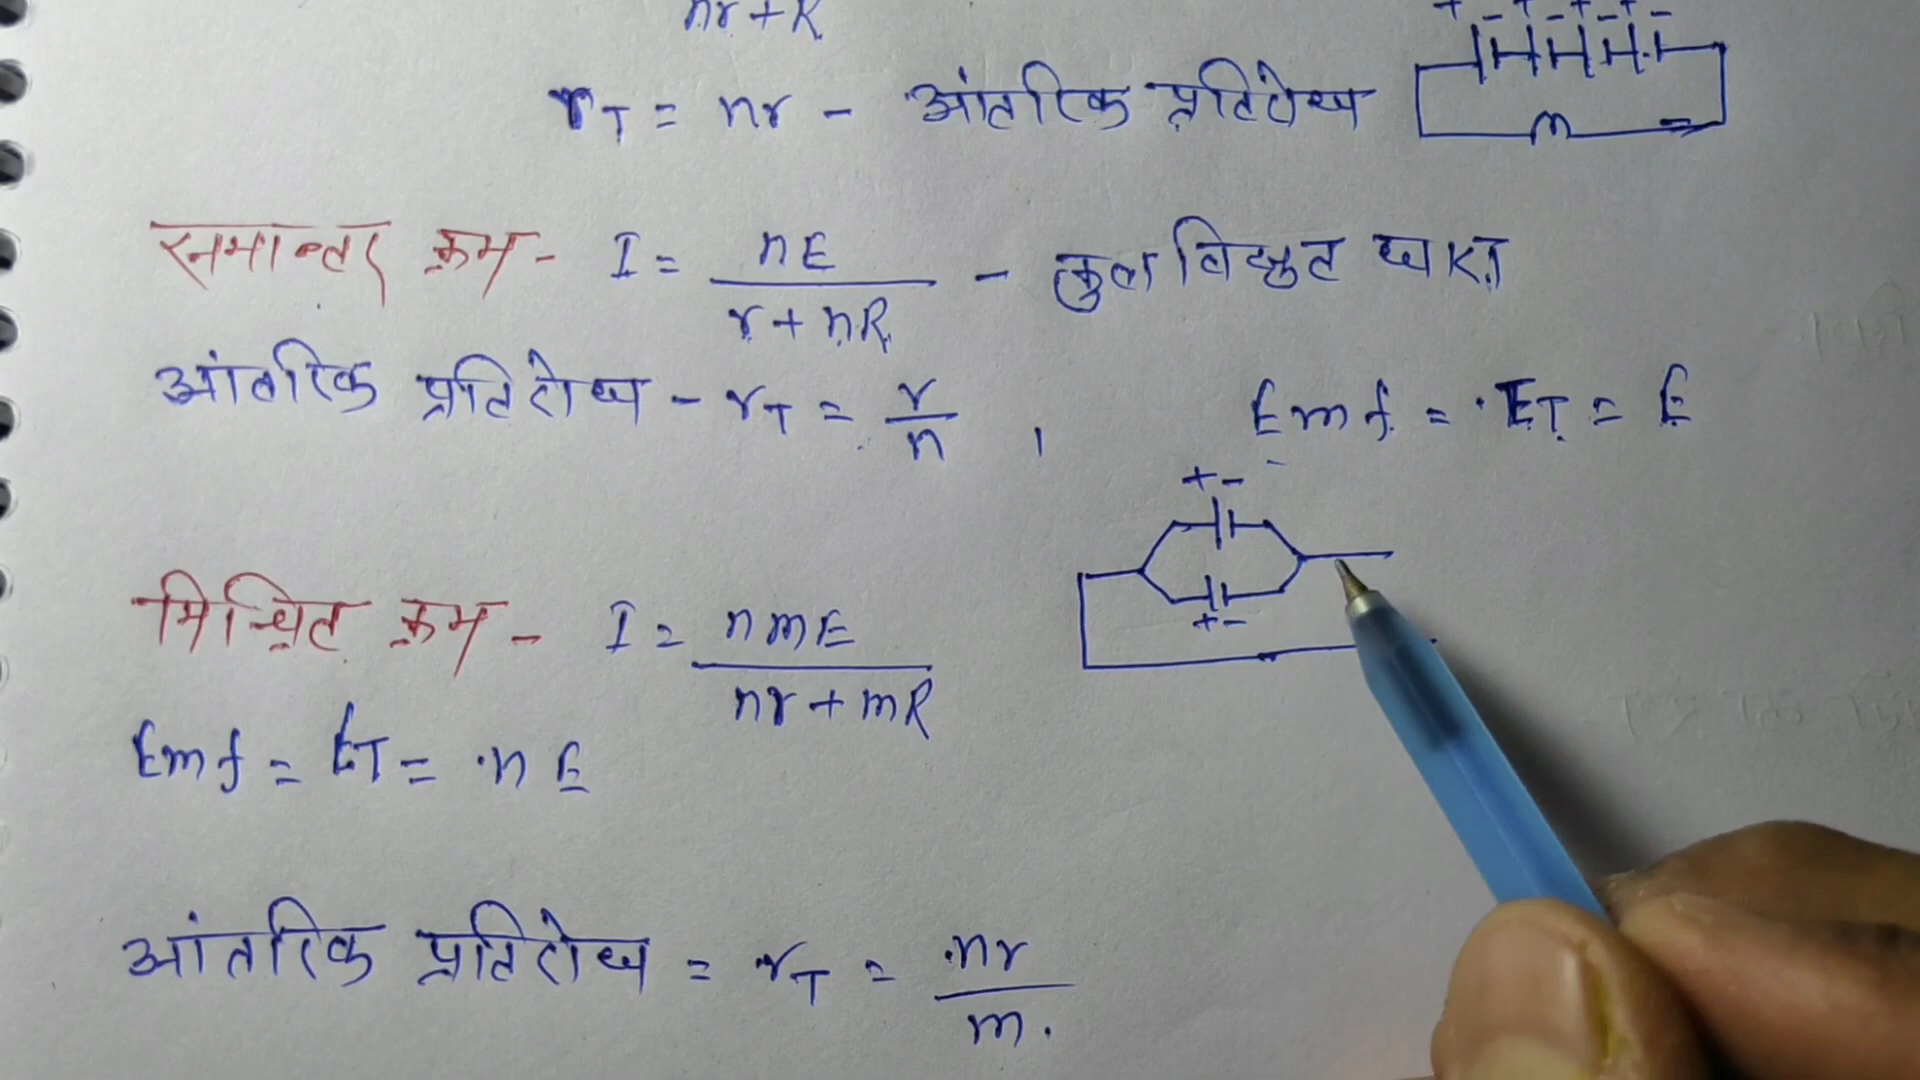 nr + R
+ - + - + - + -
rT = nr - आंतरिक प्रतिरोध
समान्तर क्रम - I = nE / r + nR - कुल विद्युत धारा
आंतरिक प्रतिरोध - rT = r / n , Emf = ET = E
+ -
+ -
मिश्रित क्रम - I = nmE / nr + mR
Emf = ET = nE
आंतरिक प्रतिरोध = rT = nr / m.